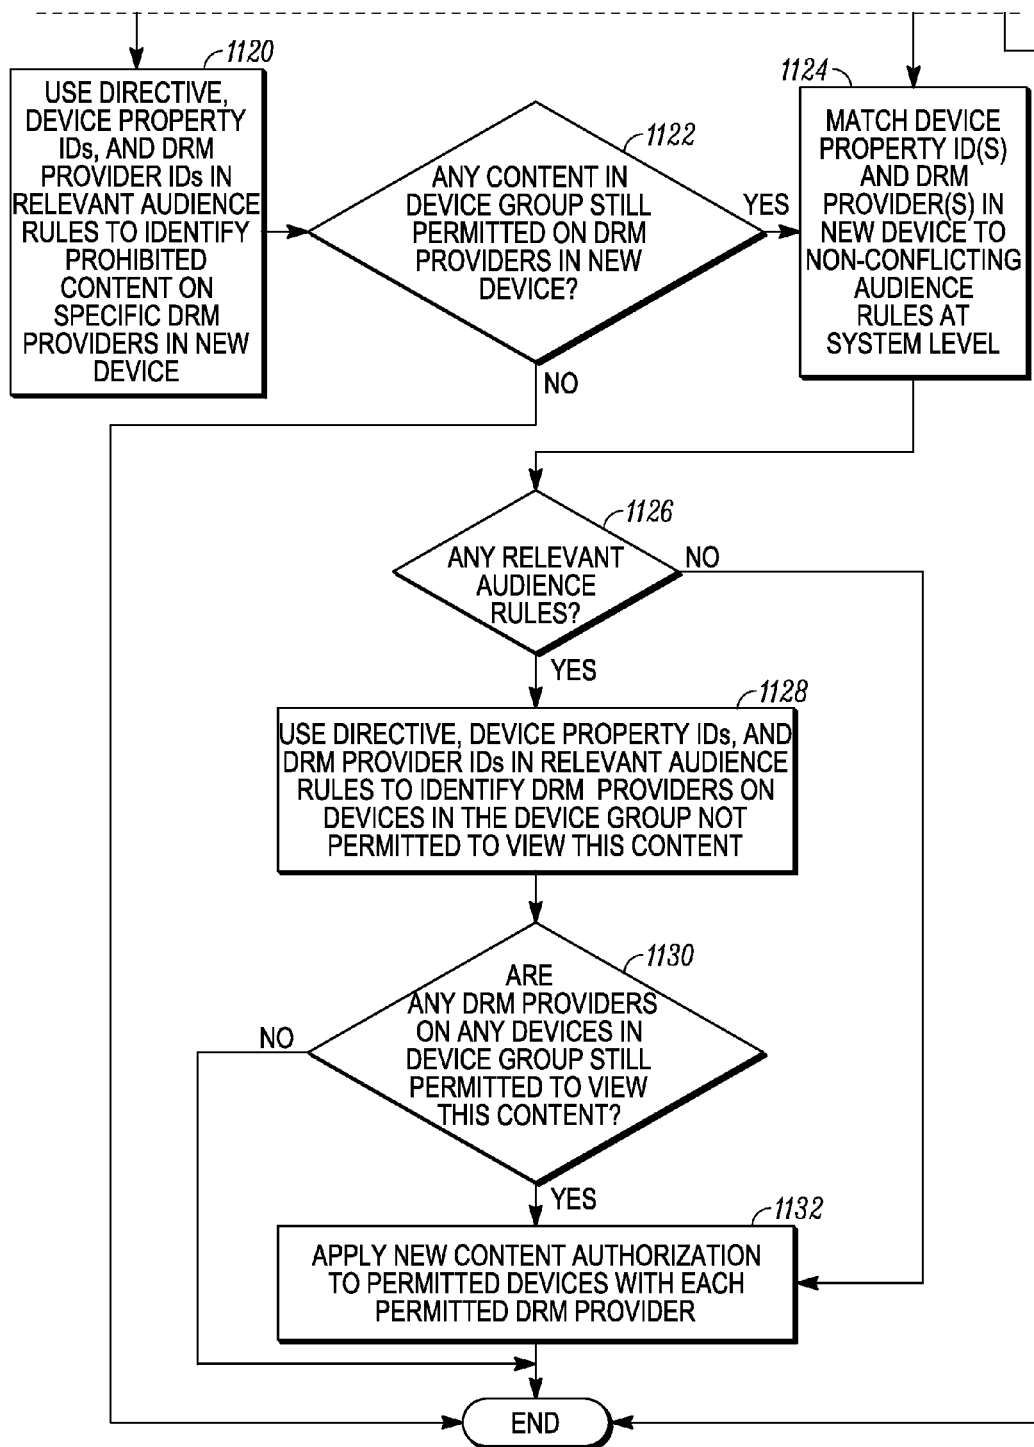 1120
USE DIRECTIVE,
DEVICE PROPERTY
IDs, AND DRM
PROVIDER IDs IN
RELEVANT AUDIENCE
RULES TO IDENTIFY
PROHIBITED
CONTENT ON
SPECIFIC DRM
PROVIDERS IN NEW
DEVICE
1122
ANY CONTENT IN
DEVICE GROUP STILL
PERMITTED ON DRM
PROVIDERS IN NEW
DEVICE?
YES
NO
1124
MATCH DEVICE
PROPERTY ID(S)
AND DRM
PROVIDER(S) IN
NEW DEVICE TO
NON-CONFLICTING
AUDIENCE
RULES AT
SYSTEM LEVEL
1126
ANY RELEVANT
AUDIENCE
RULES?
NO
YES
1128
USE DIRECTIVE, DEVICE PROPERTY IDs, AND
DRM PROVIDER IDs IN RELEVANT AUDIENCE
RULES TO IDENTIFY DRM PROVIDERS ON
DEVICES IN THE DEVICE GROUP NOT
PERMITTED TO VIEW THIS CONTENT
1130
ARE
ANY DRM PROVIDERS
ON ANY DEVICES IN
DEVICE GROUP STILL
PERMITTED TO VIEW
THIS CONTENT?
NO
YES
1132
APPLY NEW CONTENT AUTHORIZATION
TO PERMITTED DEVICES WITH EACH
PERMITTED DRM PROVIDER
END